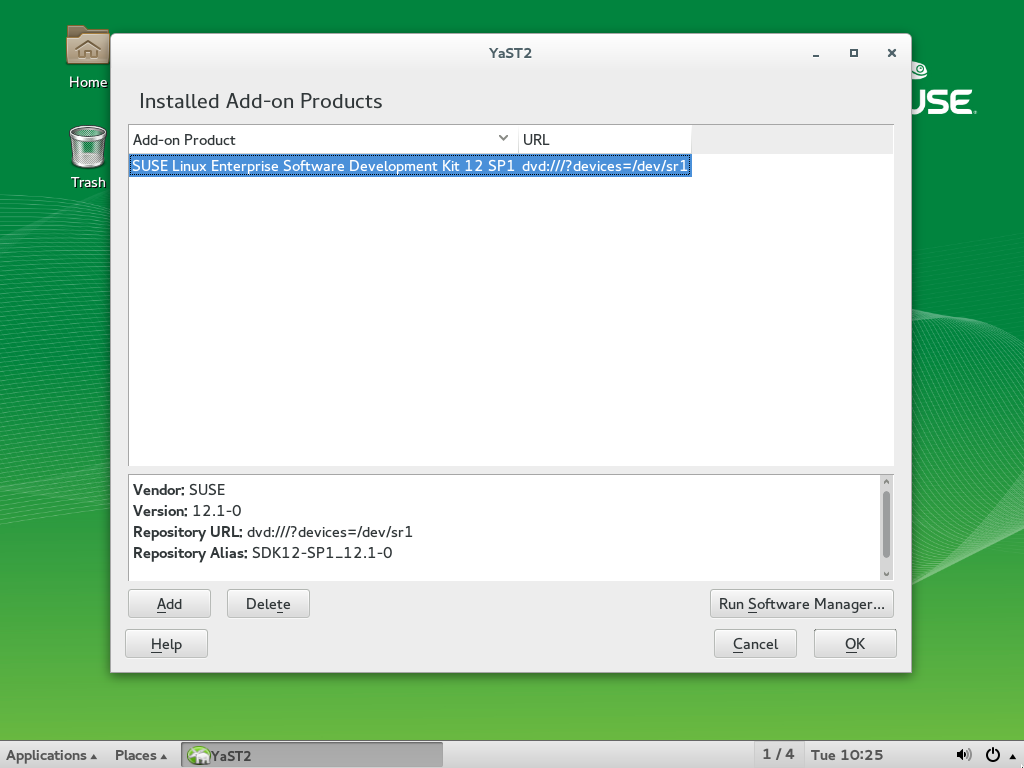 YaST2
Home
Trash
USE
Installed Add-on Products
Add-on Product URL
SUSE Linux Enterprise Software Development Kit 12 SP1 dvd:///?devices=/dev/sr1
Vendor: SUSE
Version: 12.1-0
Repository URL: dvd:///?devices=/dev/sr1
Repository Alias: SDK12-SP1_12.1-0
Add Delete Run Software Manager...
Help Cancel OK
Applications Places YaST2 1 / 4 Tue 10:25